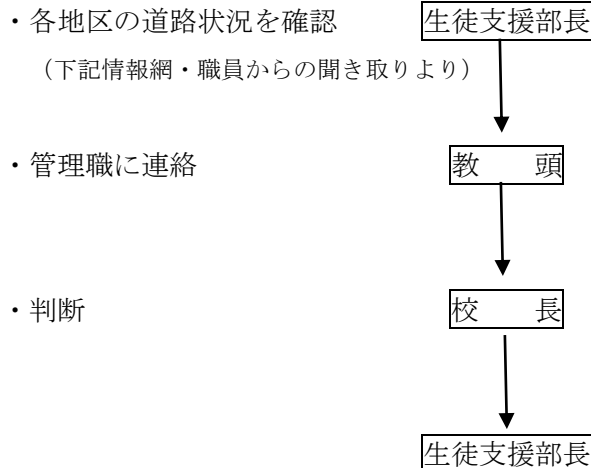 ・各地区の道路状況を確認 生徒支援部長
（下記情報網・職員からの聞き取りより）
・管理職に連絡 教　　頭
・判断 校　　長
生徒支援部長